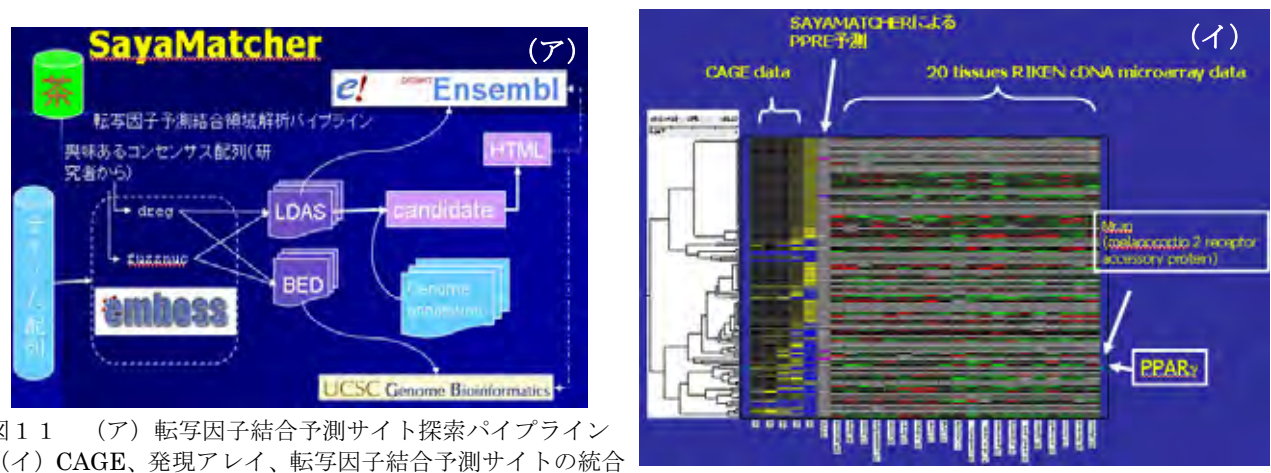 SayaMatcher
(ア)
茶
e! Ensembl
転写因子予測結合領域解析パイプライン
興味あるコンセンサス配列(研
究者から)
HTML
dreg
LDAS
candidate
fuzznuc
BED
emboss
Genome
annotation
ゲノム配列
UCSC Genome Bioinformatics
図11 (ア)転写因子結合予測サイト探索パイプライン
(イ)CAGE、発現アレイ、転写因子結合予測サイトの統合
SAYAMATCHERによる
PPRE予測
(イ)
CAGE data
20 tissues RIKEN cDNA microarray data
(melanocortin 2 receptor
accessory protein)
PPARγ